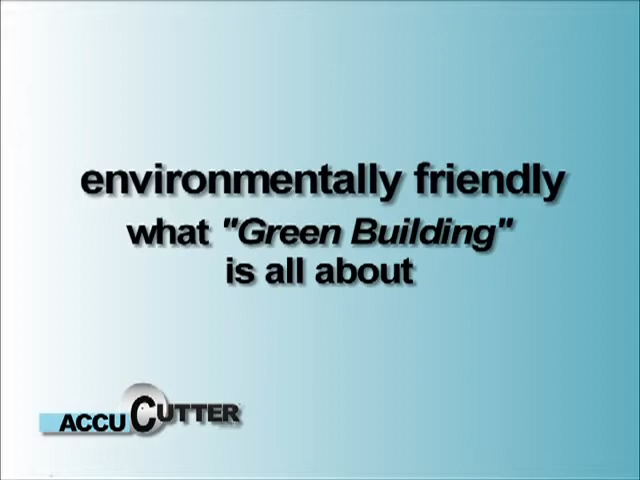 environmentally friendly
what "Green Building"
is all about
ACCUCUTTER